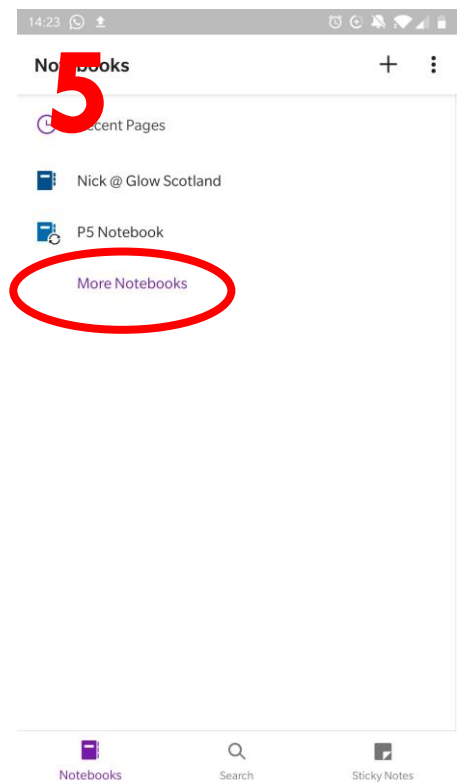 14:23
5
Notebooks
Recent Pages
Nick @ Glow Scotland
P5 Notebook
More Notebooks
Notebooks
Search
Sticky Notes